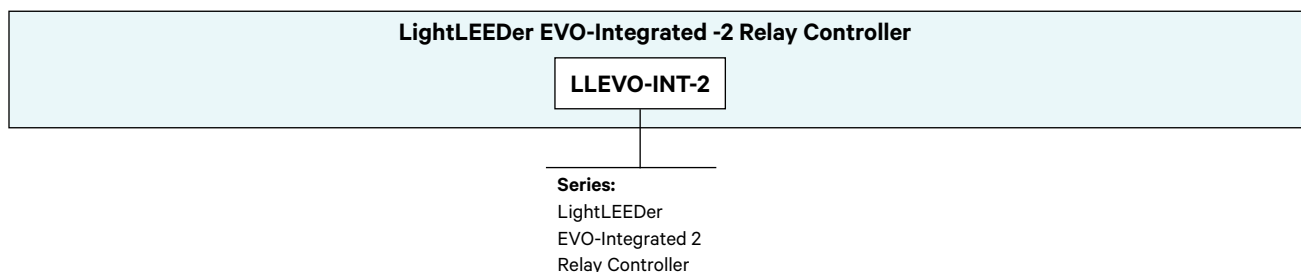 LightLEEDer EVO-Integrated -2 Relay Controller
LLEVO-INT-2
Series:
LightLEEDer
EVO-Integrated 2
Relay Controller